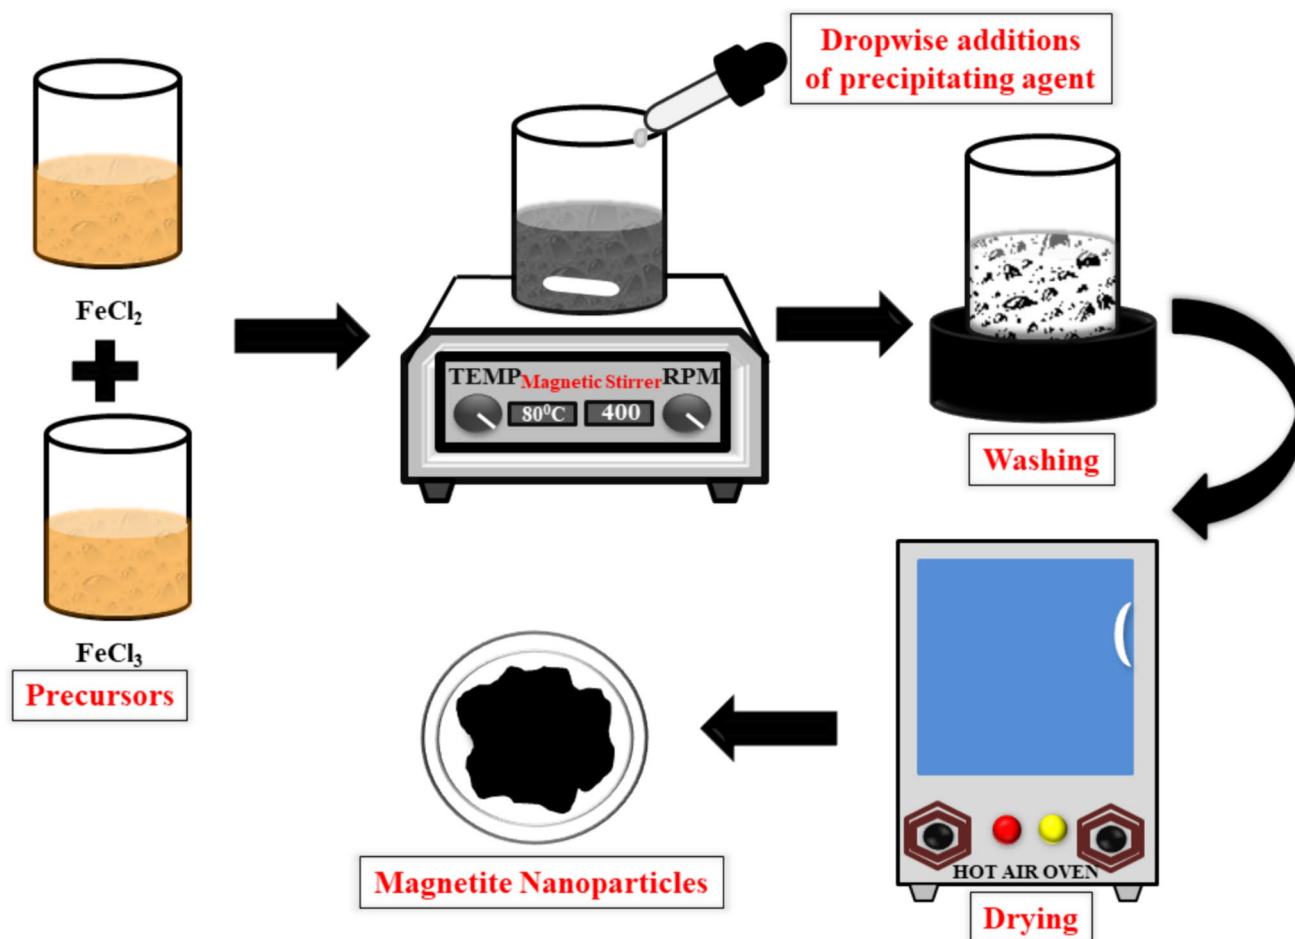 FeCl₂
FeCl₃
Precursors
Dropwise additions
of precipitating agent
TEMP Magnetic Stirrer RPM
80⁰C 400
Washing
HOT AIR OVEN
Drying
Magnetite Nanoparticles